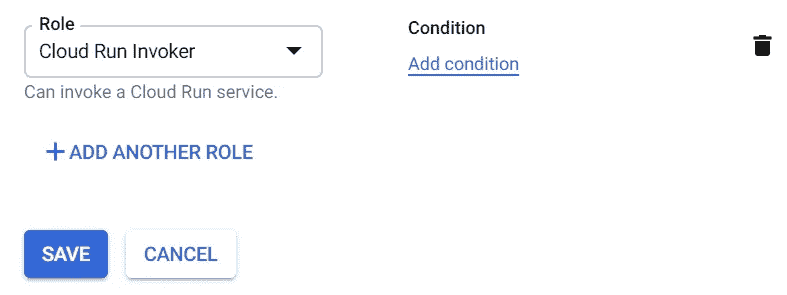 Role
Condition
Cloud Run Invoker
Add condition
Can invoke a Cloud Run service.
ADD ANOTHER ROLE
SAVE
CANCEL